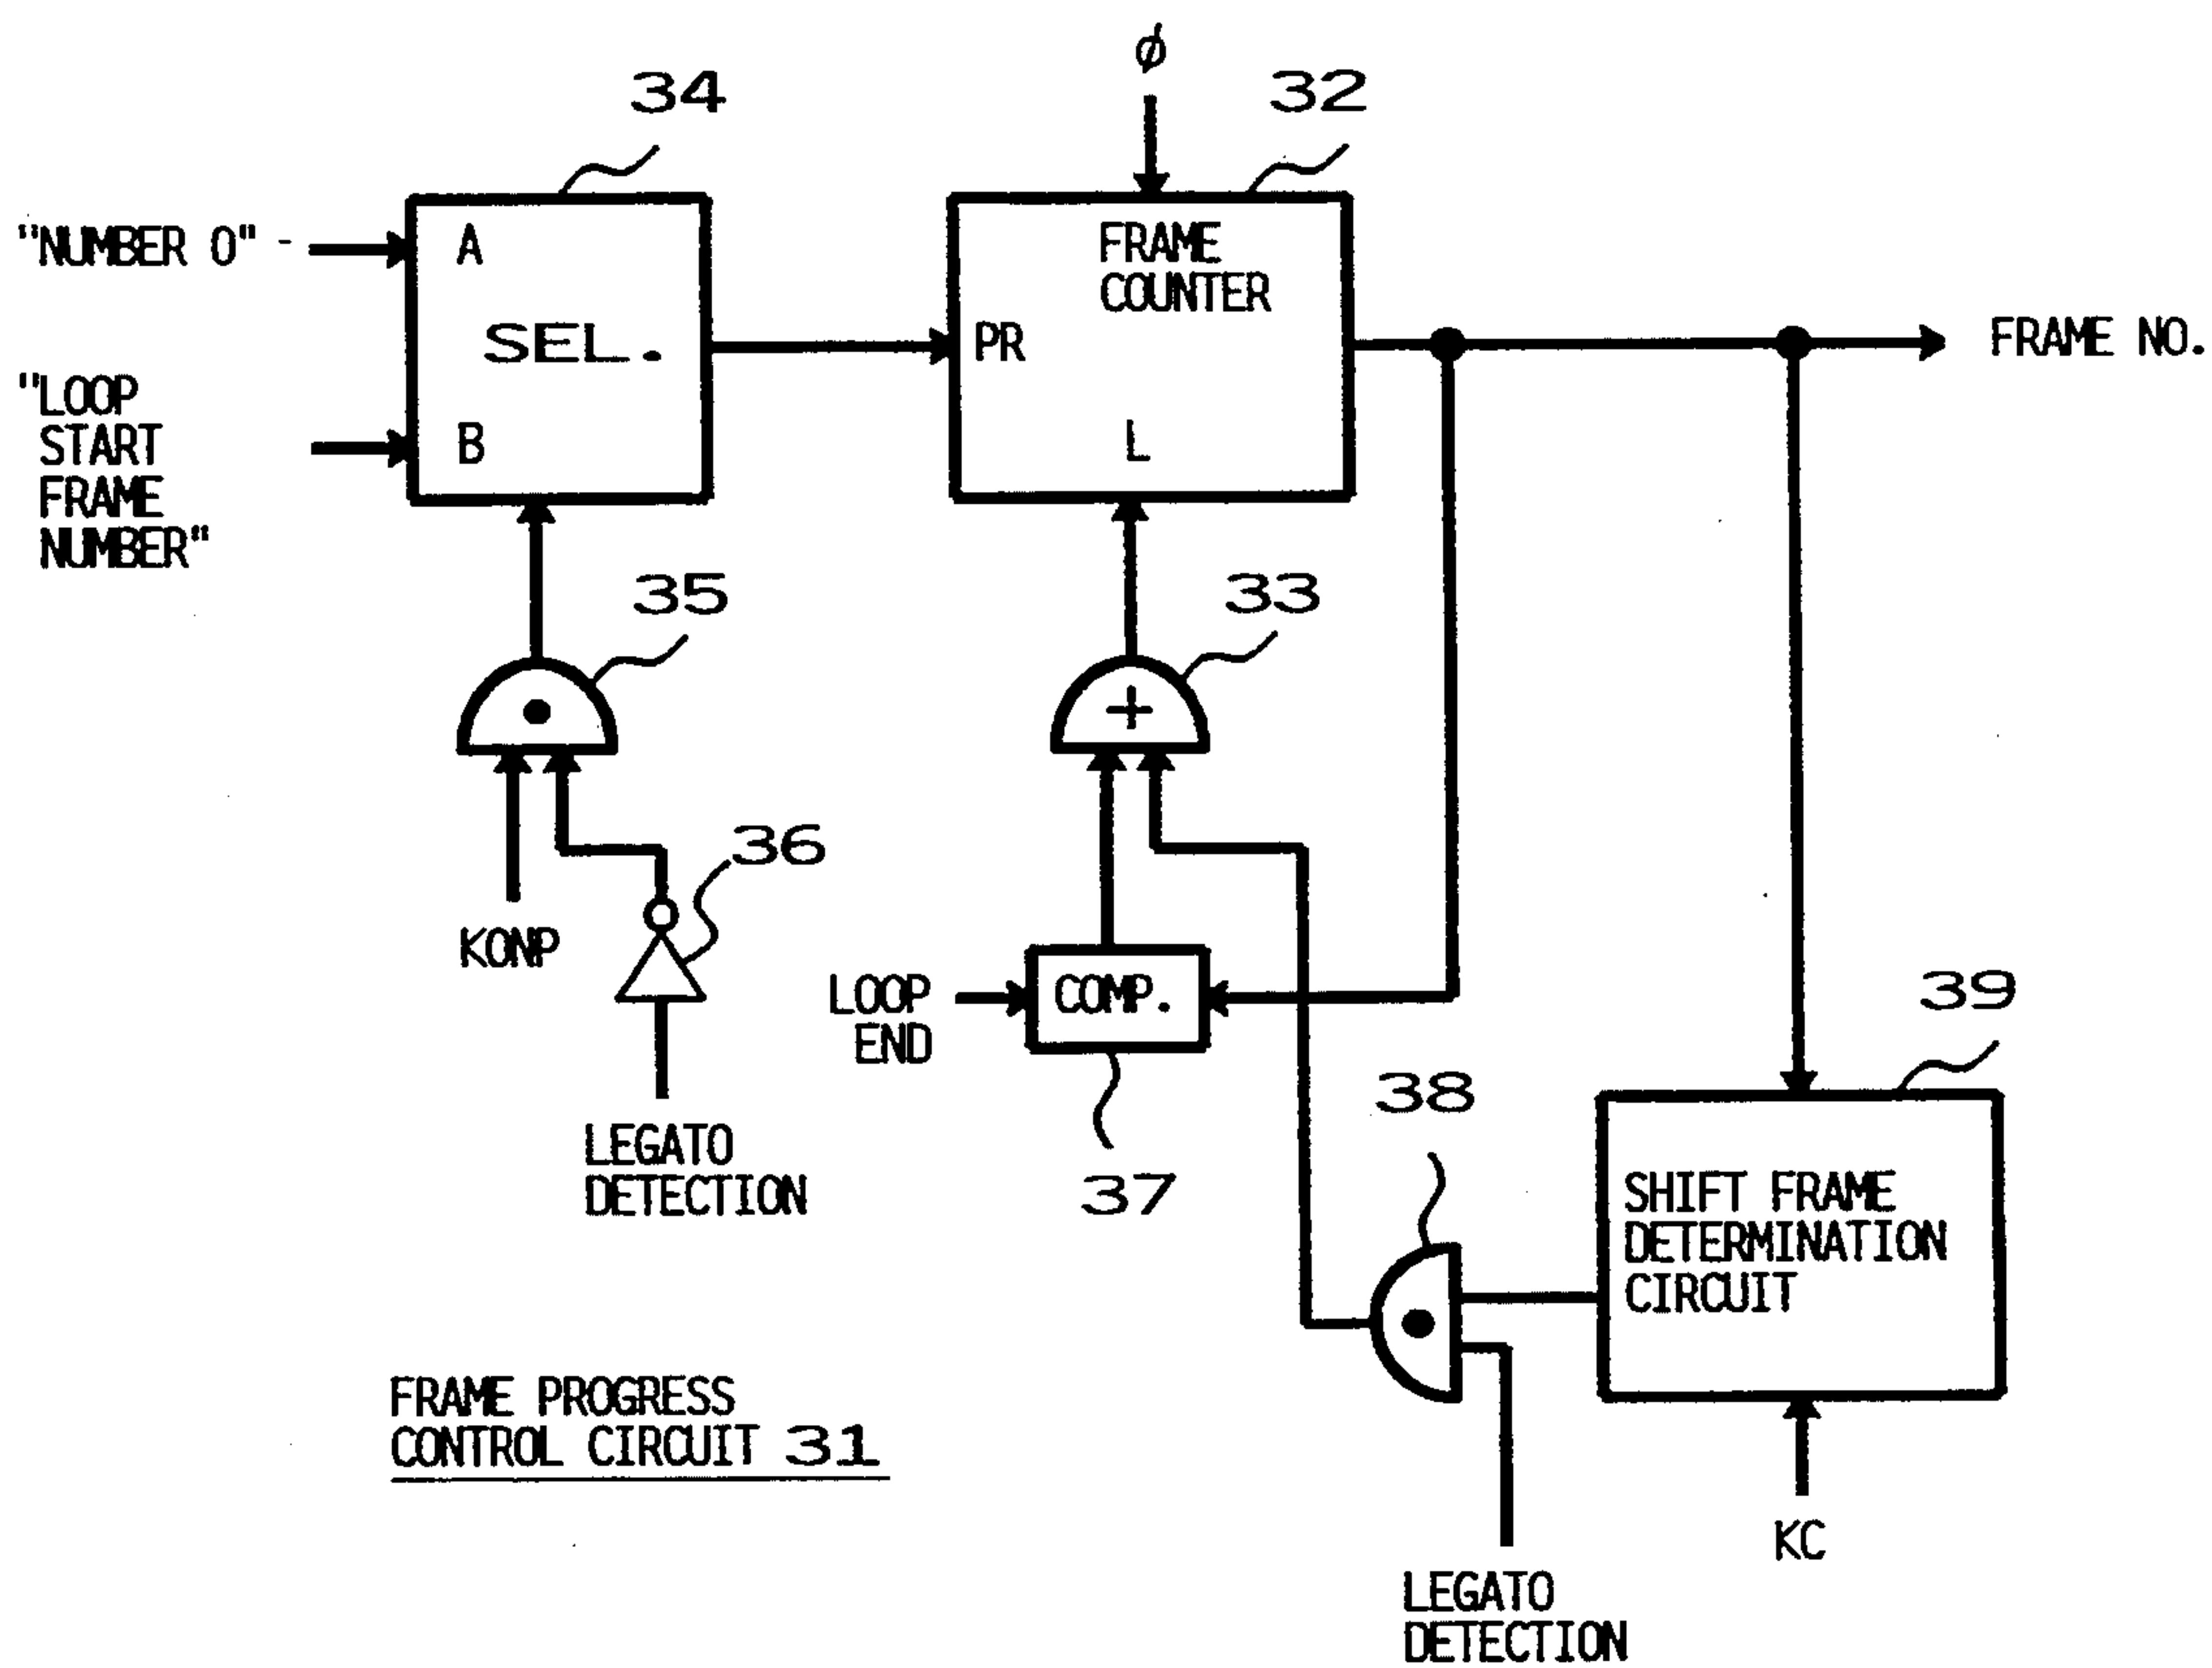 ø
34
32
"NUMBER 0" -
A
FRAME
COUNTER
SEL.
PR
FRAME NO.
"LOOP
START
FRAME
NUMBER"
B
L
35
33
36
KONP
LOOP
END
COMP.
39
38
LEGATO
DETECTION
37
SHIFT FRAME
DETERMINATION
CIRCUIT
FRAME PROGRESS
CONTROL CIRCUIT 31
KC
LEGATO
DETECTION